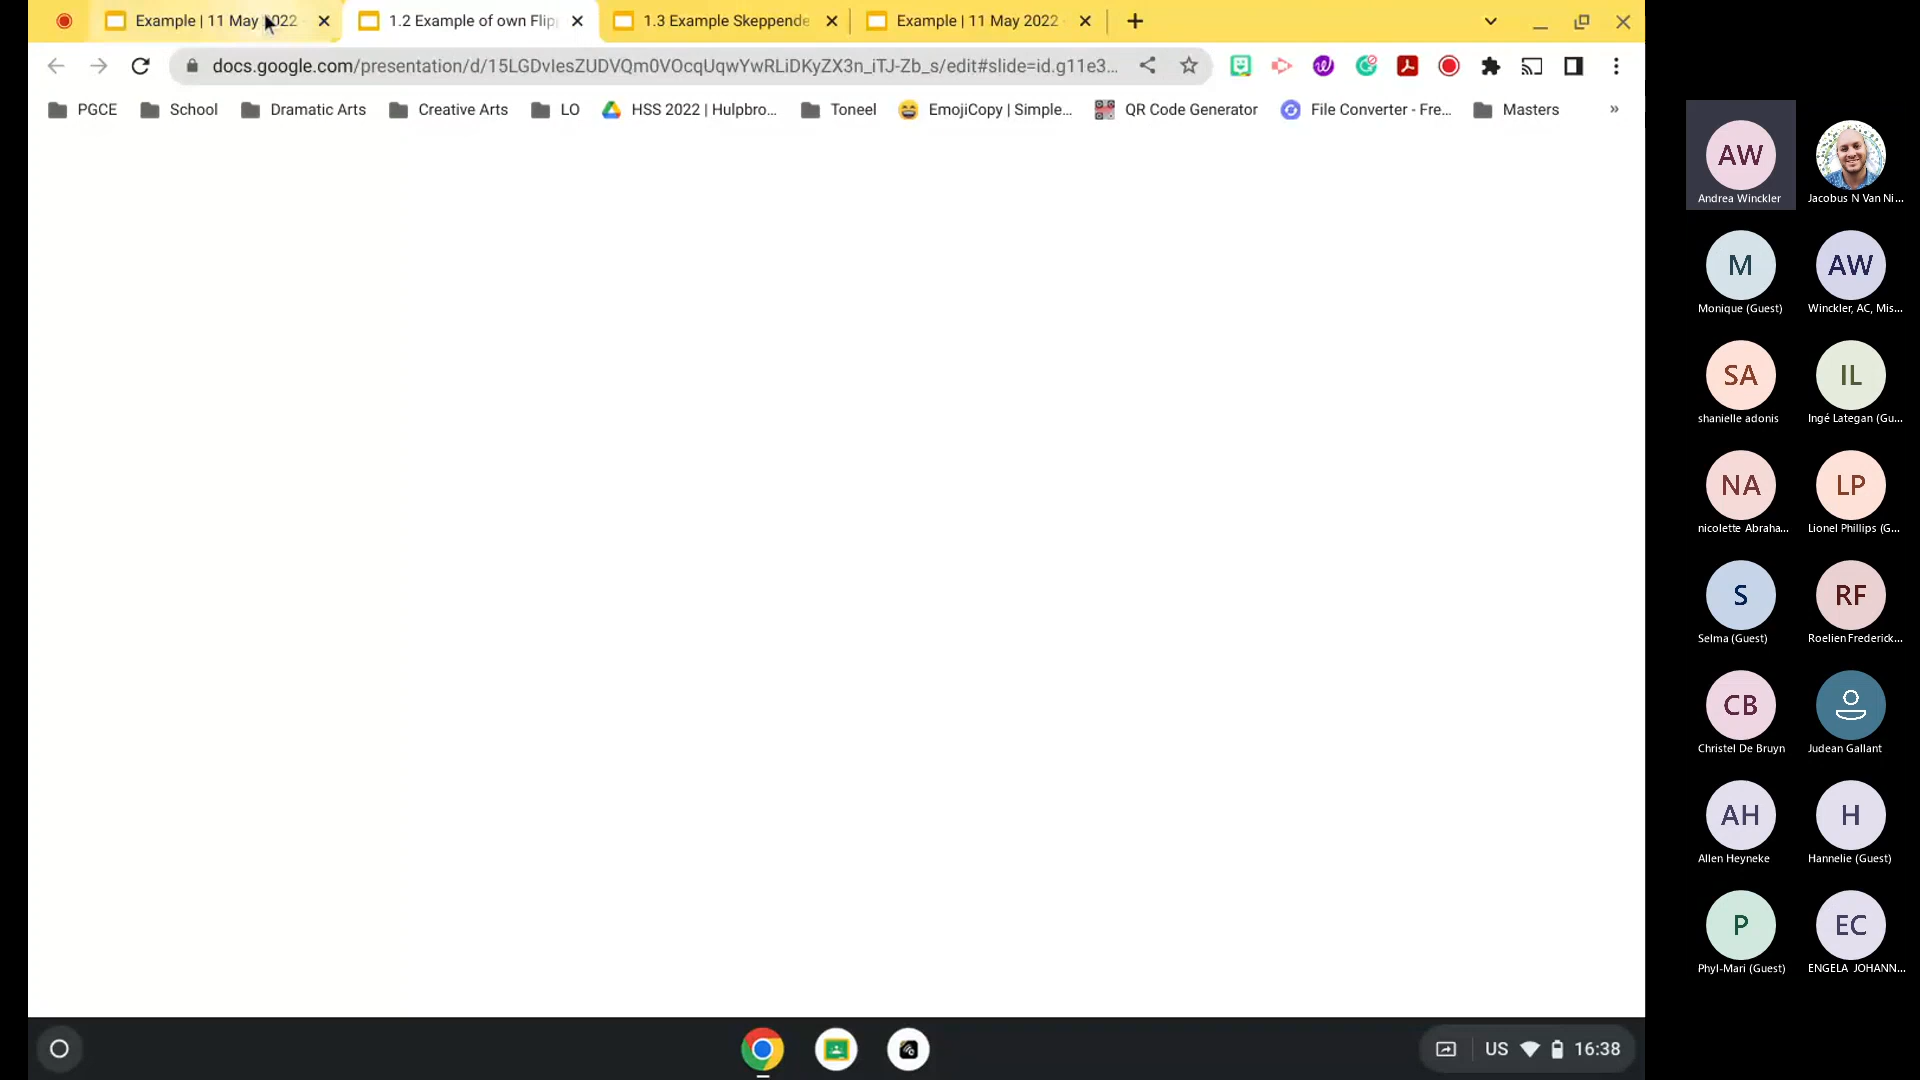 Example | 11 May 2022
1.2 Example of own Flip
1.3 Example Skeppende
Example | 11 May 2022 -
docs.google.com/presentation/d/15LGDvIesZUDVQm0VOcqUqwYwRLiDKyZX3n_iTJ-Zb_s/edit#slide=id.g11e3...
PGCE
School
Dramatic Arts
Creative Arts
LO
HSS 2022 | Hulpbro...
Toneel
EmojiCopy | Simple...
QR Code Generator
File Converter - Fre...
Masters
»
AW
Andrea Winckler
Jacobus N Van Ni...
M
Monique (Guest)
AW
Winckler, AC, Mis...
SA
shanielle adonis
IL
Ingé Lategan (Gu...
NA
nicolette Abraha...
LP
Lionel Phillips (G...
S
Selma (Guest)
RF
Roelien Frederick...
CB
Christel De Bruyn
Judean Gallant
AH
Allen Heyneke
H
Hannelie (Guest)
P
Phyl-Mari (Guest)
EC
ENGELA JOHANN...
US
16:38